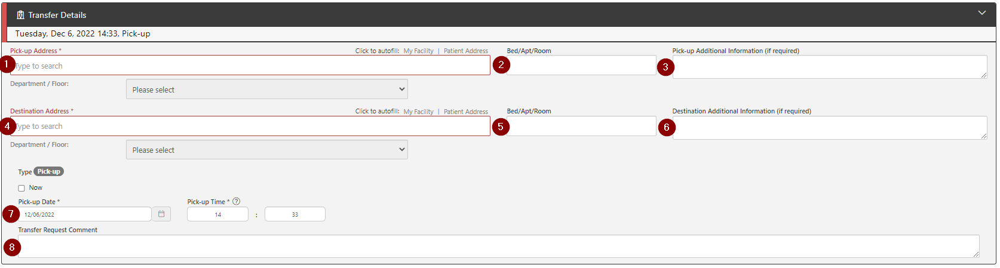 Transfer Details
Tuesday, Dec 6, 2022 14:33, Pick-up
Pick-up Address * Click to autofill: My Facility | Patient Address Bed/Apt/Room Pick-up Additional Information (if required)
1 Type to search 2 3
Department / Floor: Please select
Destination Address * Click to autofill: My Facility | Patient Address Bed/Apt/Room Destination Additional Information (if required)
4 Type to search 5 6
Department / Floor: Please select
Type Pick-up
Now
Pick-up Date * Pick-up Time * ?
7 12/06/2022 14 : 33
Transfer Request Comment
8